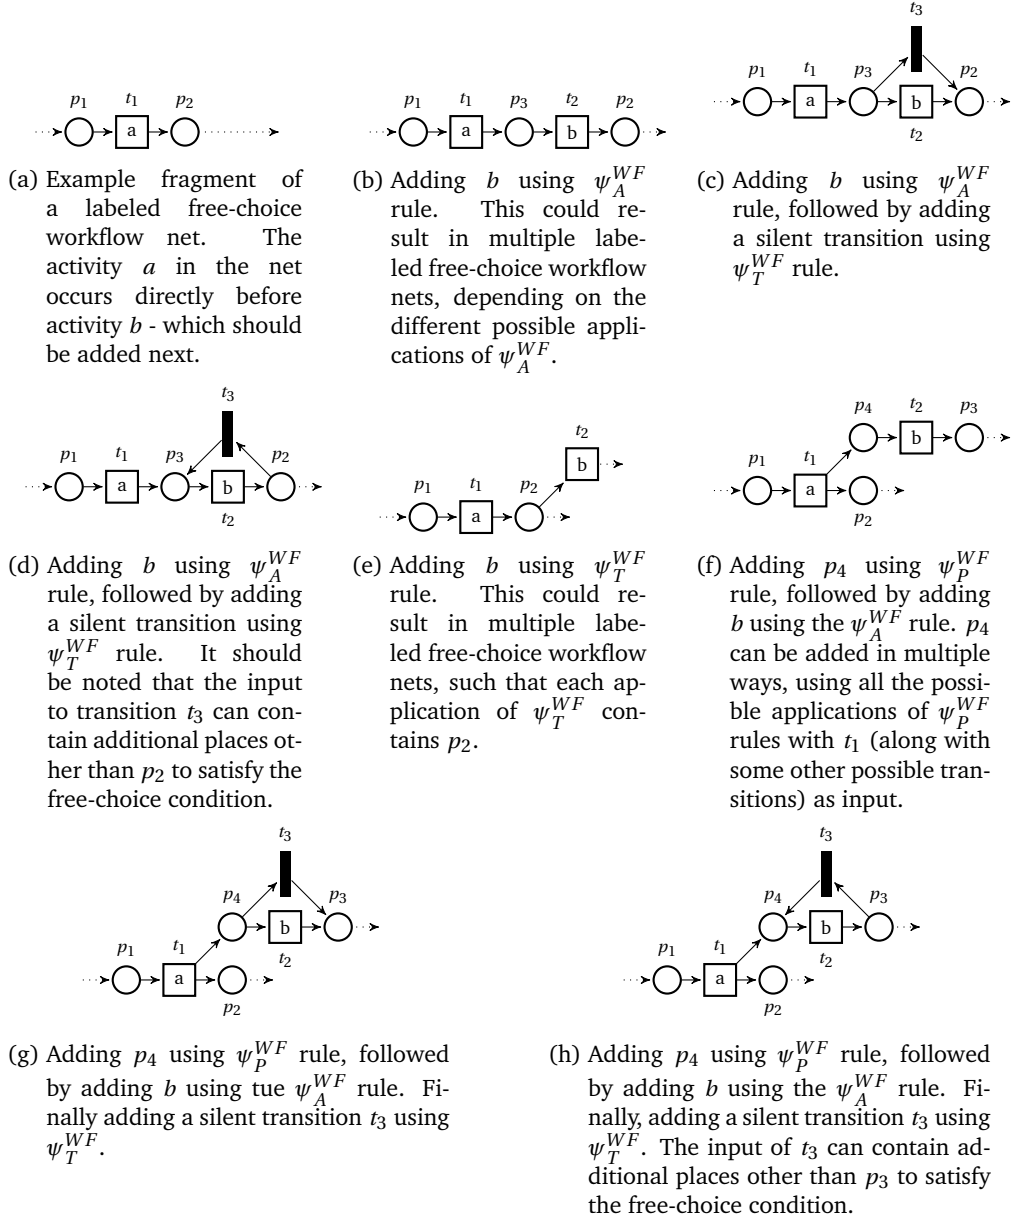 p1 t1 p2
a
(a) Example fragment of
a labeled free-choice
workflow net. The
activity a in the net
occurs directly before
activity b - which should
be added next.
p1 t1 p3 t2 p2
a b
(b) Adding b using ψ_A^{WF}
rule. This could re-
sult in multiple labe-
led free-choice workflow
nets, depending on the
different possible appli-
cations of ψ_A^{WF}.
t3
p1 t1 p3 p2
a b
t2
(c) Adding b using ψ_A^{WF}
rule, followed by adding
a silent transition using
ψ_T^{WF} rule.
t3
p1 t1 p3 p2
a b
t2
(d) Adding b using ψ_A^{WF}
rule, followed by adding
a silent transition using
ψ_T^{WF} rule. It should
be noted that the input
to transition t3 can con-
tain additional places ot-
her than p2 to satisfy the
free-choice condition.
t2
b
p1 t1 p2
a
(e) Adding b using ψ_T^{WF}
rule. This could re-
sult in multiple labe-
led free-choice workflow
nets, such that each ap-
plication of ψ_T^{WF} con-
tains p2.
p4 t2 p3
b
p1 t1
a
p2
(f) Adding p4 using ψ_P^{WF}
rule, followed by adding
b using the ψ_A^{WF} rule. p4
can be added in multiple
ways, using all the possi-
ble applications of ψ_P^{WF}
rules with t1 (along with
some other possible tran-
sitions) as input.
t3
p4 p3
b
p1 t1 t2
a
p2
(g) Adding p4 using ψ_P^{WF} rule, followed
by adding b using tue ψ_A^{WF} rule. Fi-
nally adding a silent transition t3 using
ψ_T^{WF}.
t3
p4 p3
b
p1 t1 t2
a
p2
(h) Adding p4 using ψ_P^{WF} rule, followed
by adding b using the ψ_A^{WF} rule. Fi-
nally, adding a silent transition t3 using
ψ_T^{WF}. The input of t3 can contain ad-
ditional places other than p3 to satisfy
the free-choice condition.